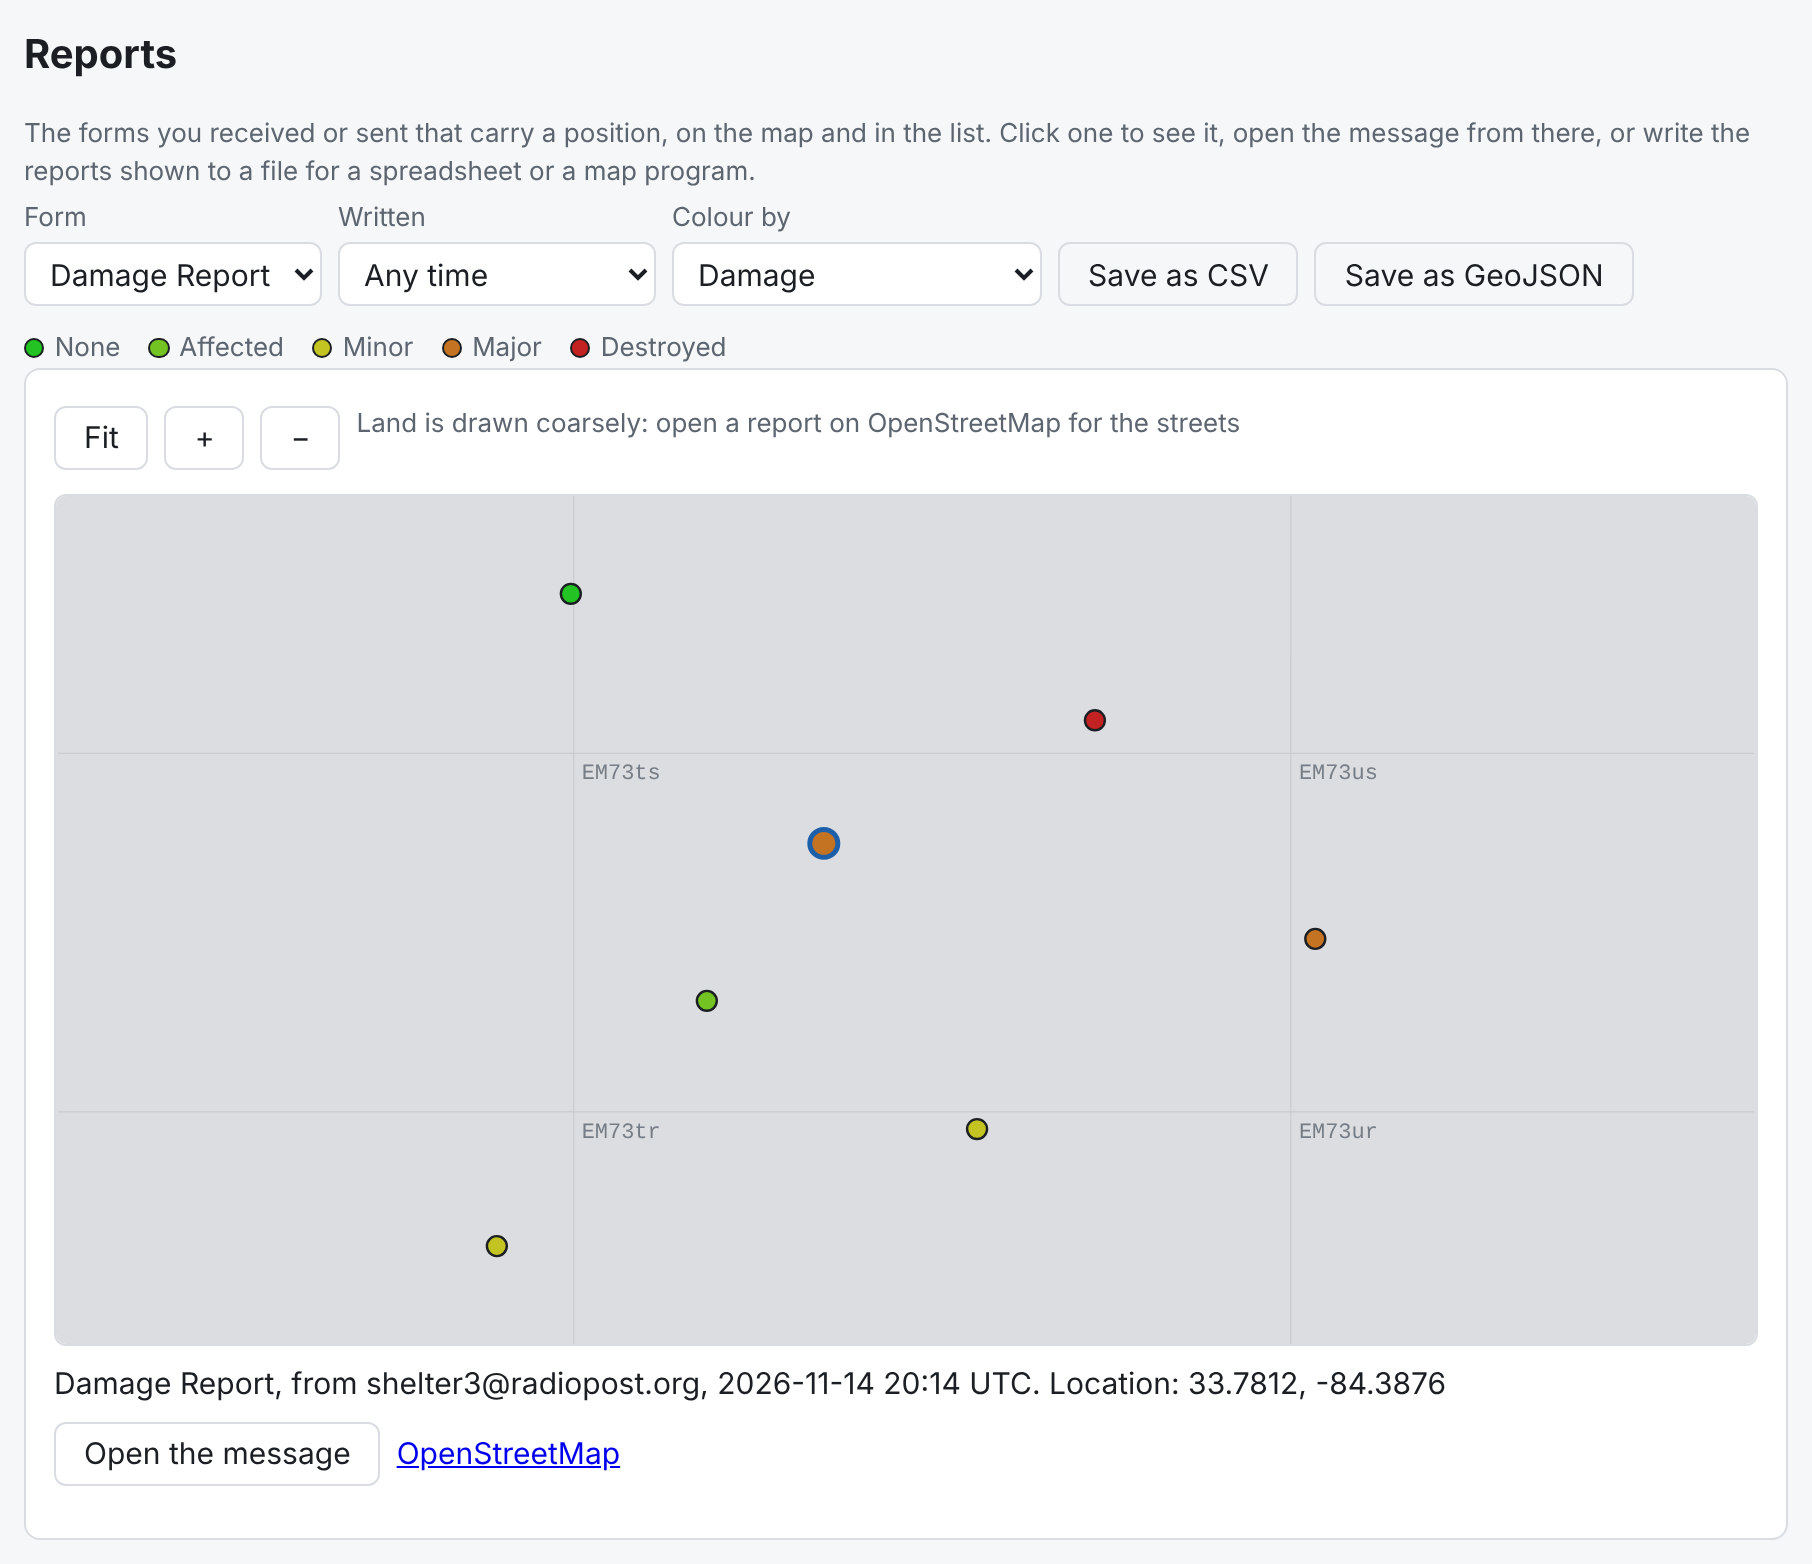 Reports
The forms you received or sent that carry a position, on the map and in the list. Click one to see it, open the message from there, or write the
reports shown to a file for a spreadsheet or a map program.
Form Written Colour by
Damage Report Any time Damage Save as CSV Save as GeoJSON
None Affected Minor Major Destroyed
Fit + − Land is drawn coarsely: open a report on OpenStreetMap for the streets
EM73ts EM73us
EM73tr EM73ur
Damage Report, from shelter3@radiopost.org, 2026-11-14 20:14 UTC. Location: 33.7812, -84.3876
Open the message OpenStreetMap